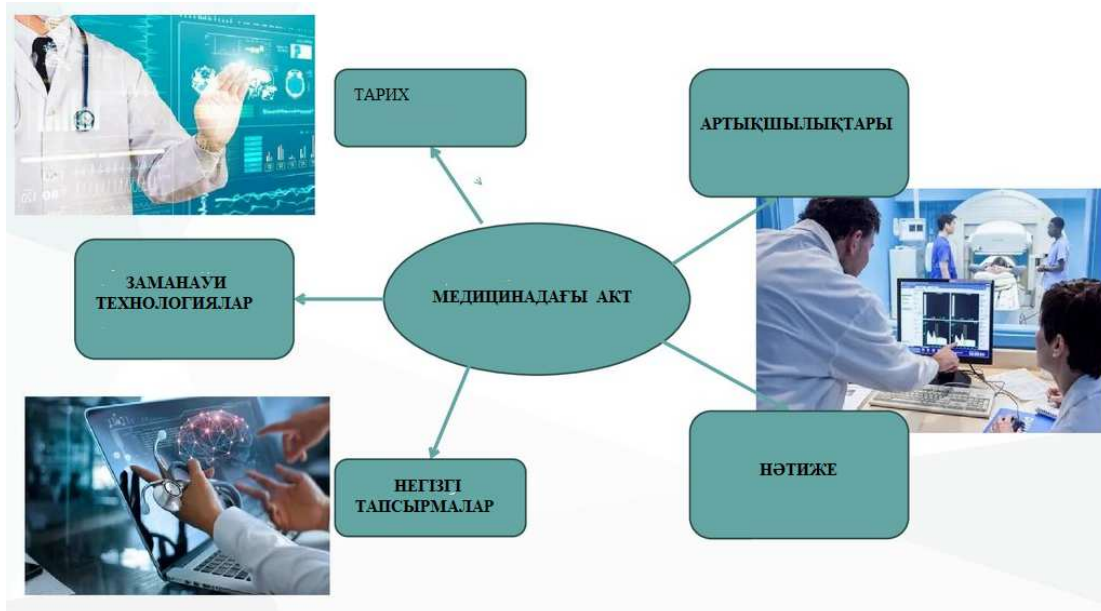 ТАРИХ
АРТЫҚШЫЛЫҚТАРЫ
ЗАМАНАУИ
ТЕХНОЛОГИЯЛАР
МЕДИЦИНАДАҒЫ АКТ
НЕГІЗГІ
ТАПСЫРМАЛАР
НӘТИЖЕ